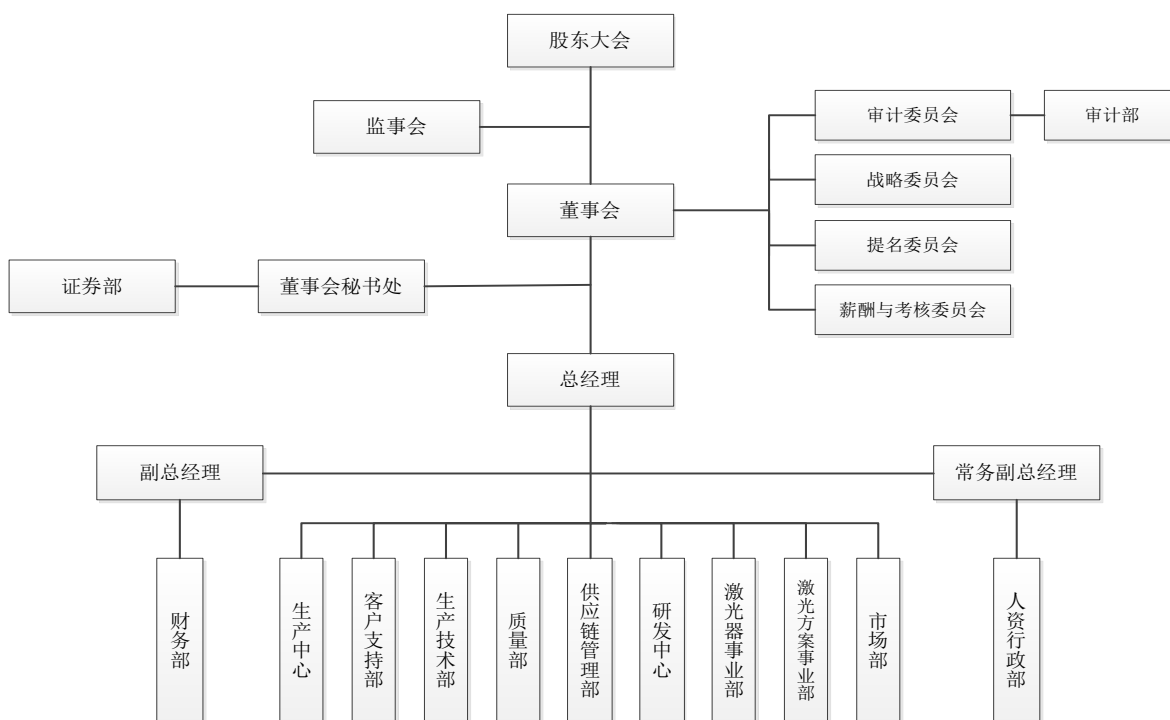 股东大会
监事会
审计委员会
审计部
战略委员会
董事会
提名委员会
证券部
董事会秘书处
薪酬与考核委员会
总经理
副总经理
常务副总经理
财务部
生产中心
客户支持部
生产技术部
质量部
供应链管理部
研发中心
激光器事业部
激光方案事业部
市场部
人资行政部